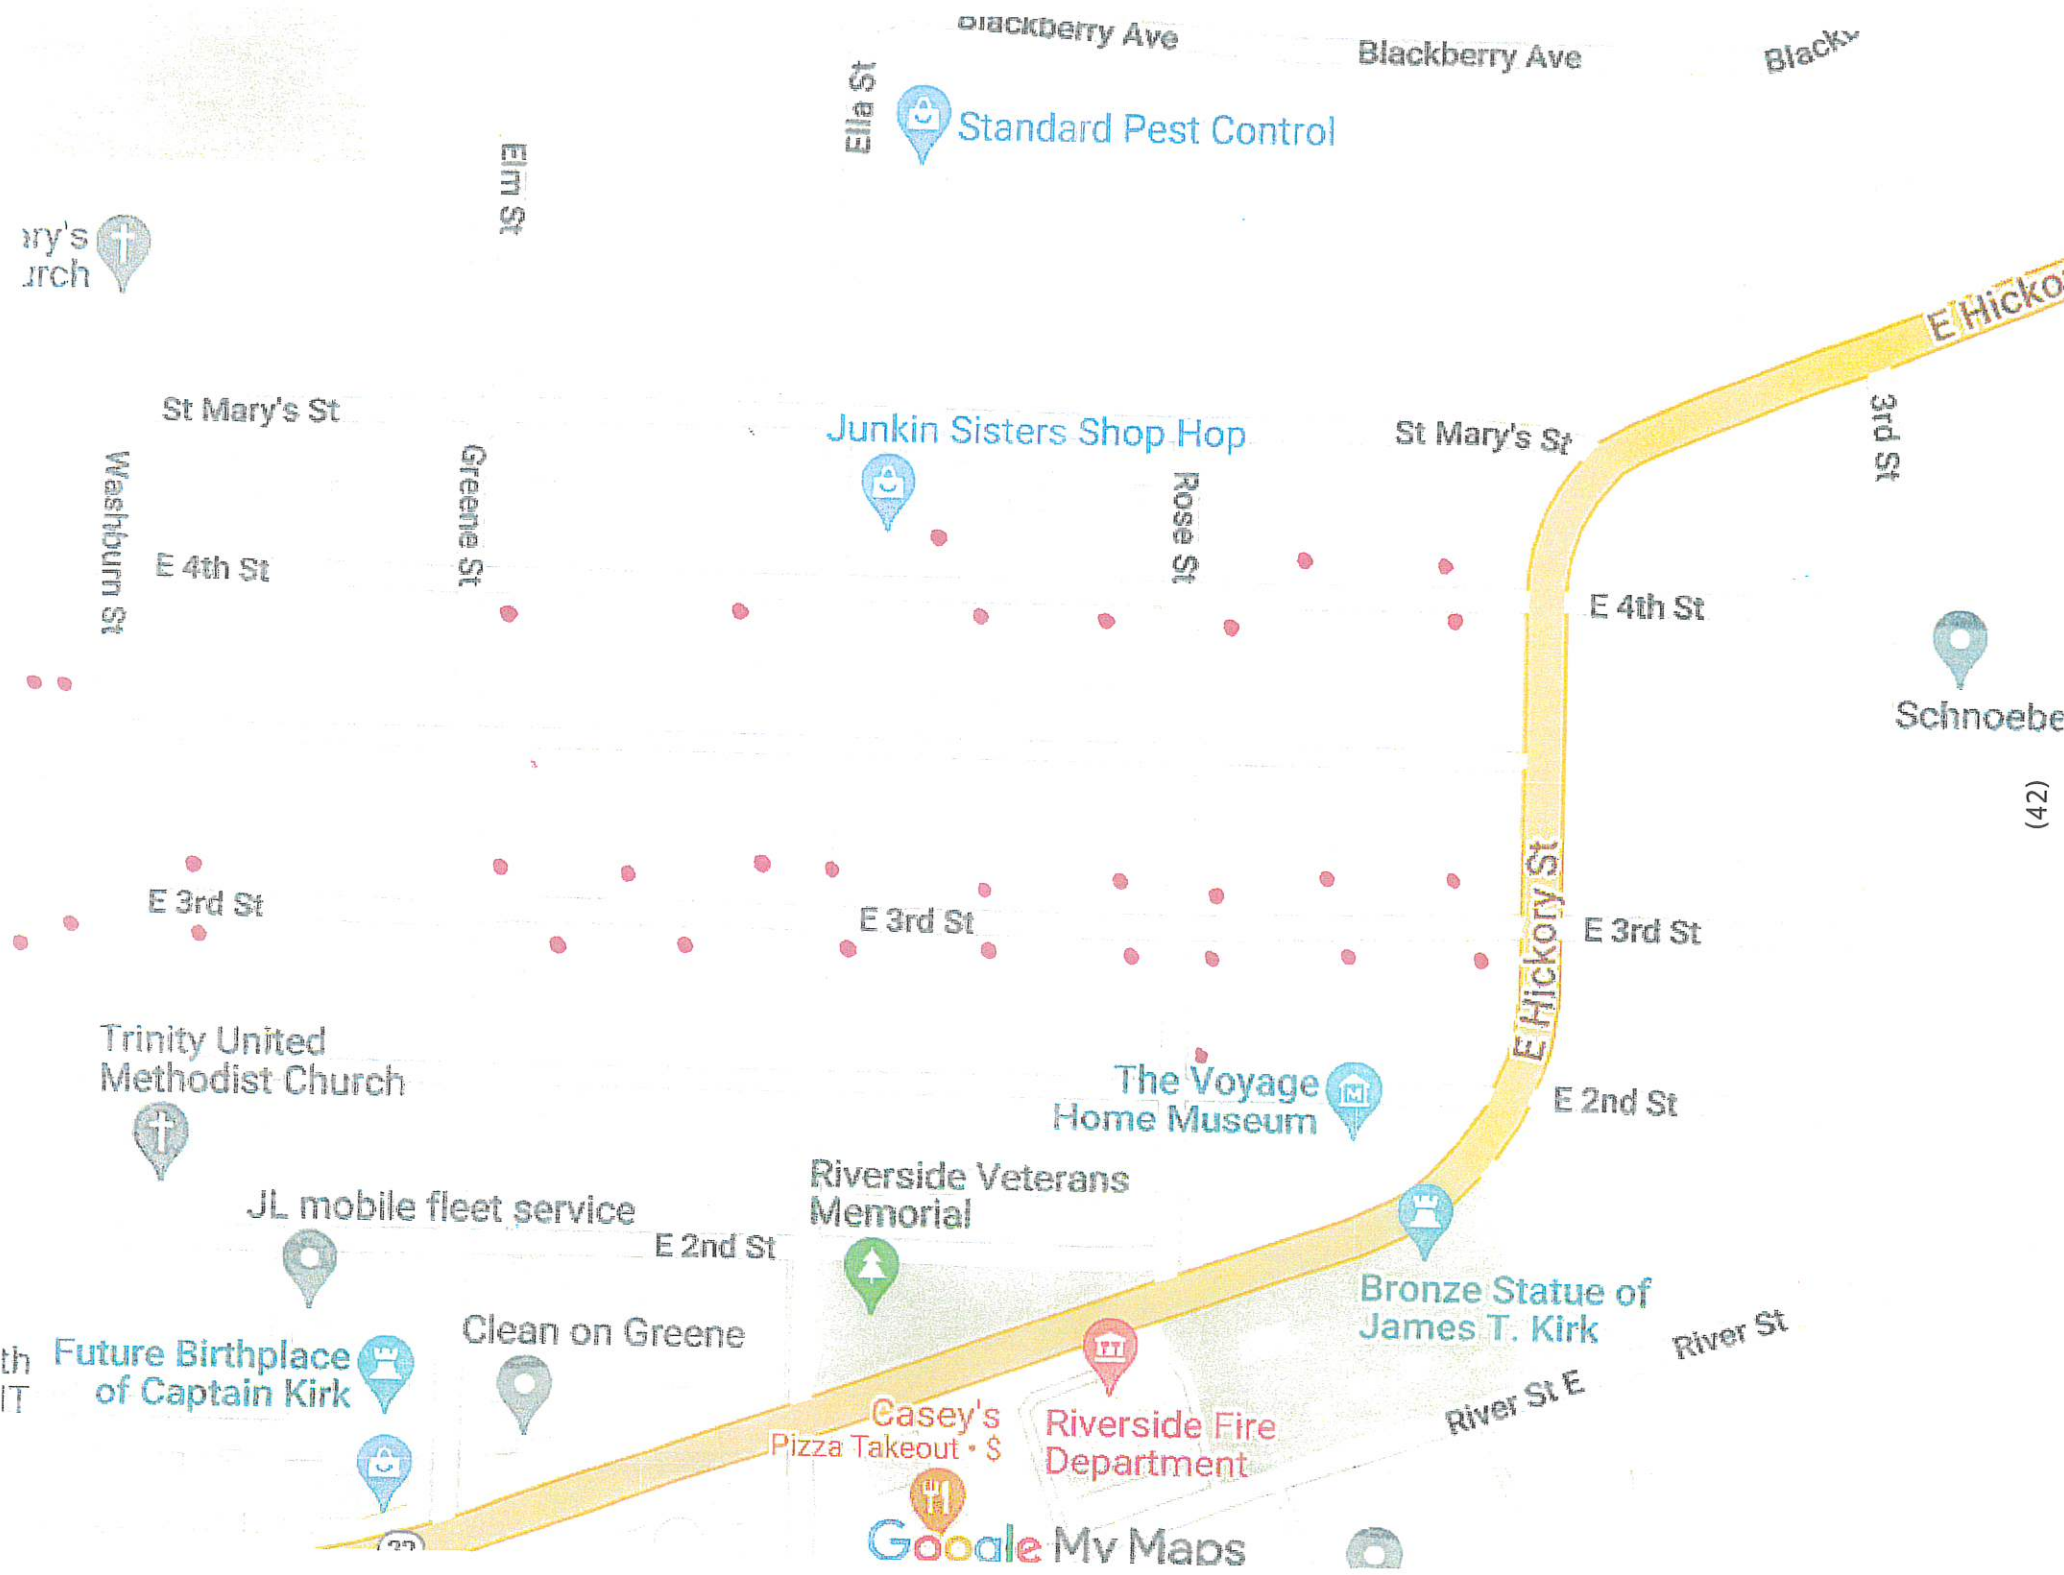 Blackberry Ave
Blackberry Ave
Ella St
Standard Pest Control
Elm St
E Hicko
St Mary's St
Junkin Sisters Shop Hop
St Mary's St
3rd St
Washburn St
Greene St
Rose St
E 4th St
E 4th St
Schnoebe
(42)
E Hickory St
E 3rd St
E 3rd St
E 3rd St
Trinity United
Methodist Church
The Voyage
Home Museum
E 2nd St
Riverside Veterans
Memorial
JL mobile fleet service
E 2nd St
Bronze Statue of
James T. Kirk
River St
Clean on Greene
th Future Birthplace
IT of Captain Kirk
River St E
Casey's
Pizza Takeout • $
Riverside Fire
Department
Google My Maps